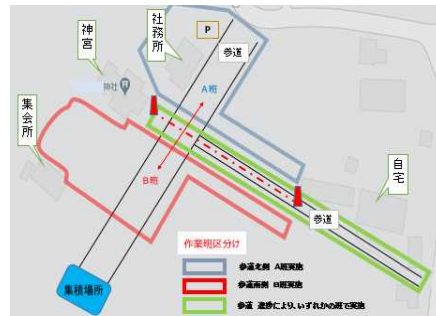 社務所
P
神宮
参道
神社
A班
集会所
自宅
B班
参道
作業班区分け
参道北側 A班実施
参道南側 B班実施
参道 進捗により、いずれかの班で実施
集積場所